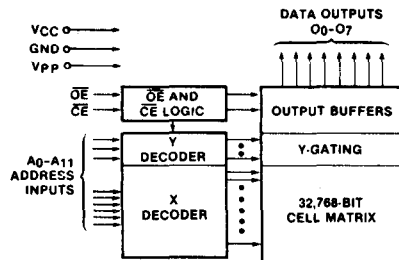 DATA OUTPUTS
O0-O7
VCC
GND
VPP
OE
CE
OE AND
CE LOGIC
OUTPUT BUFFERS
A0-A11
ADDRESS
INPUTS
Y
DECODER
Y-GATING
X
DECODER
32,768-BIT
CELL MATRIX